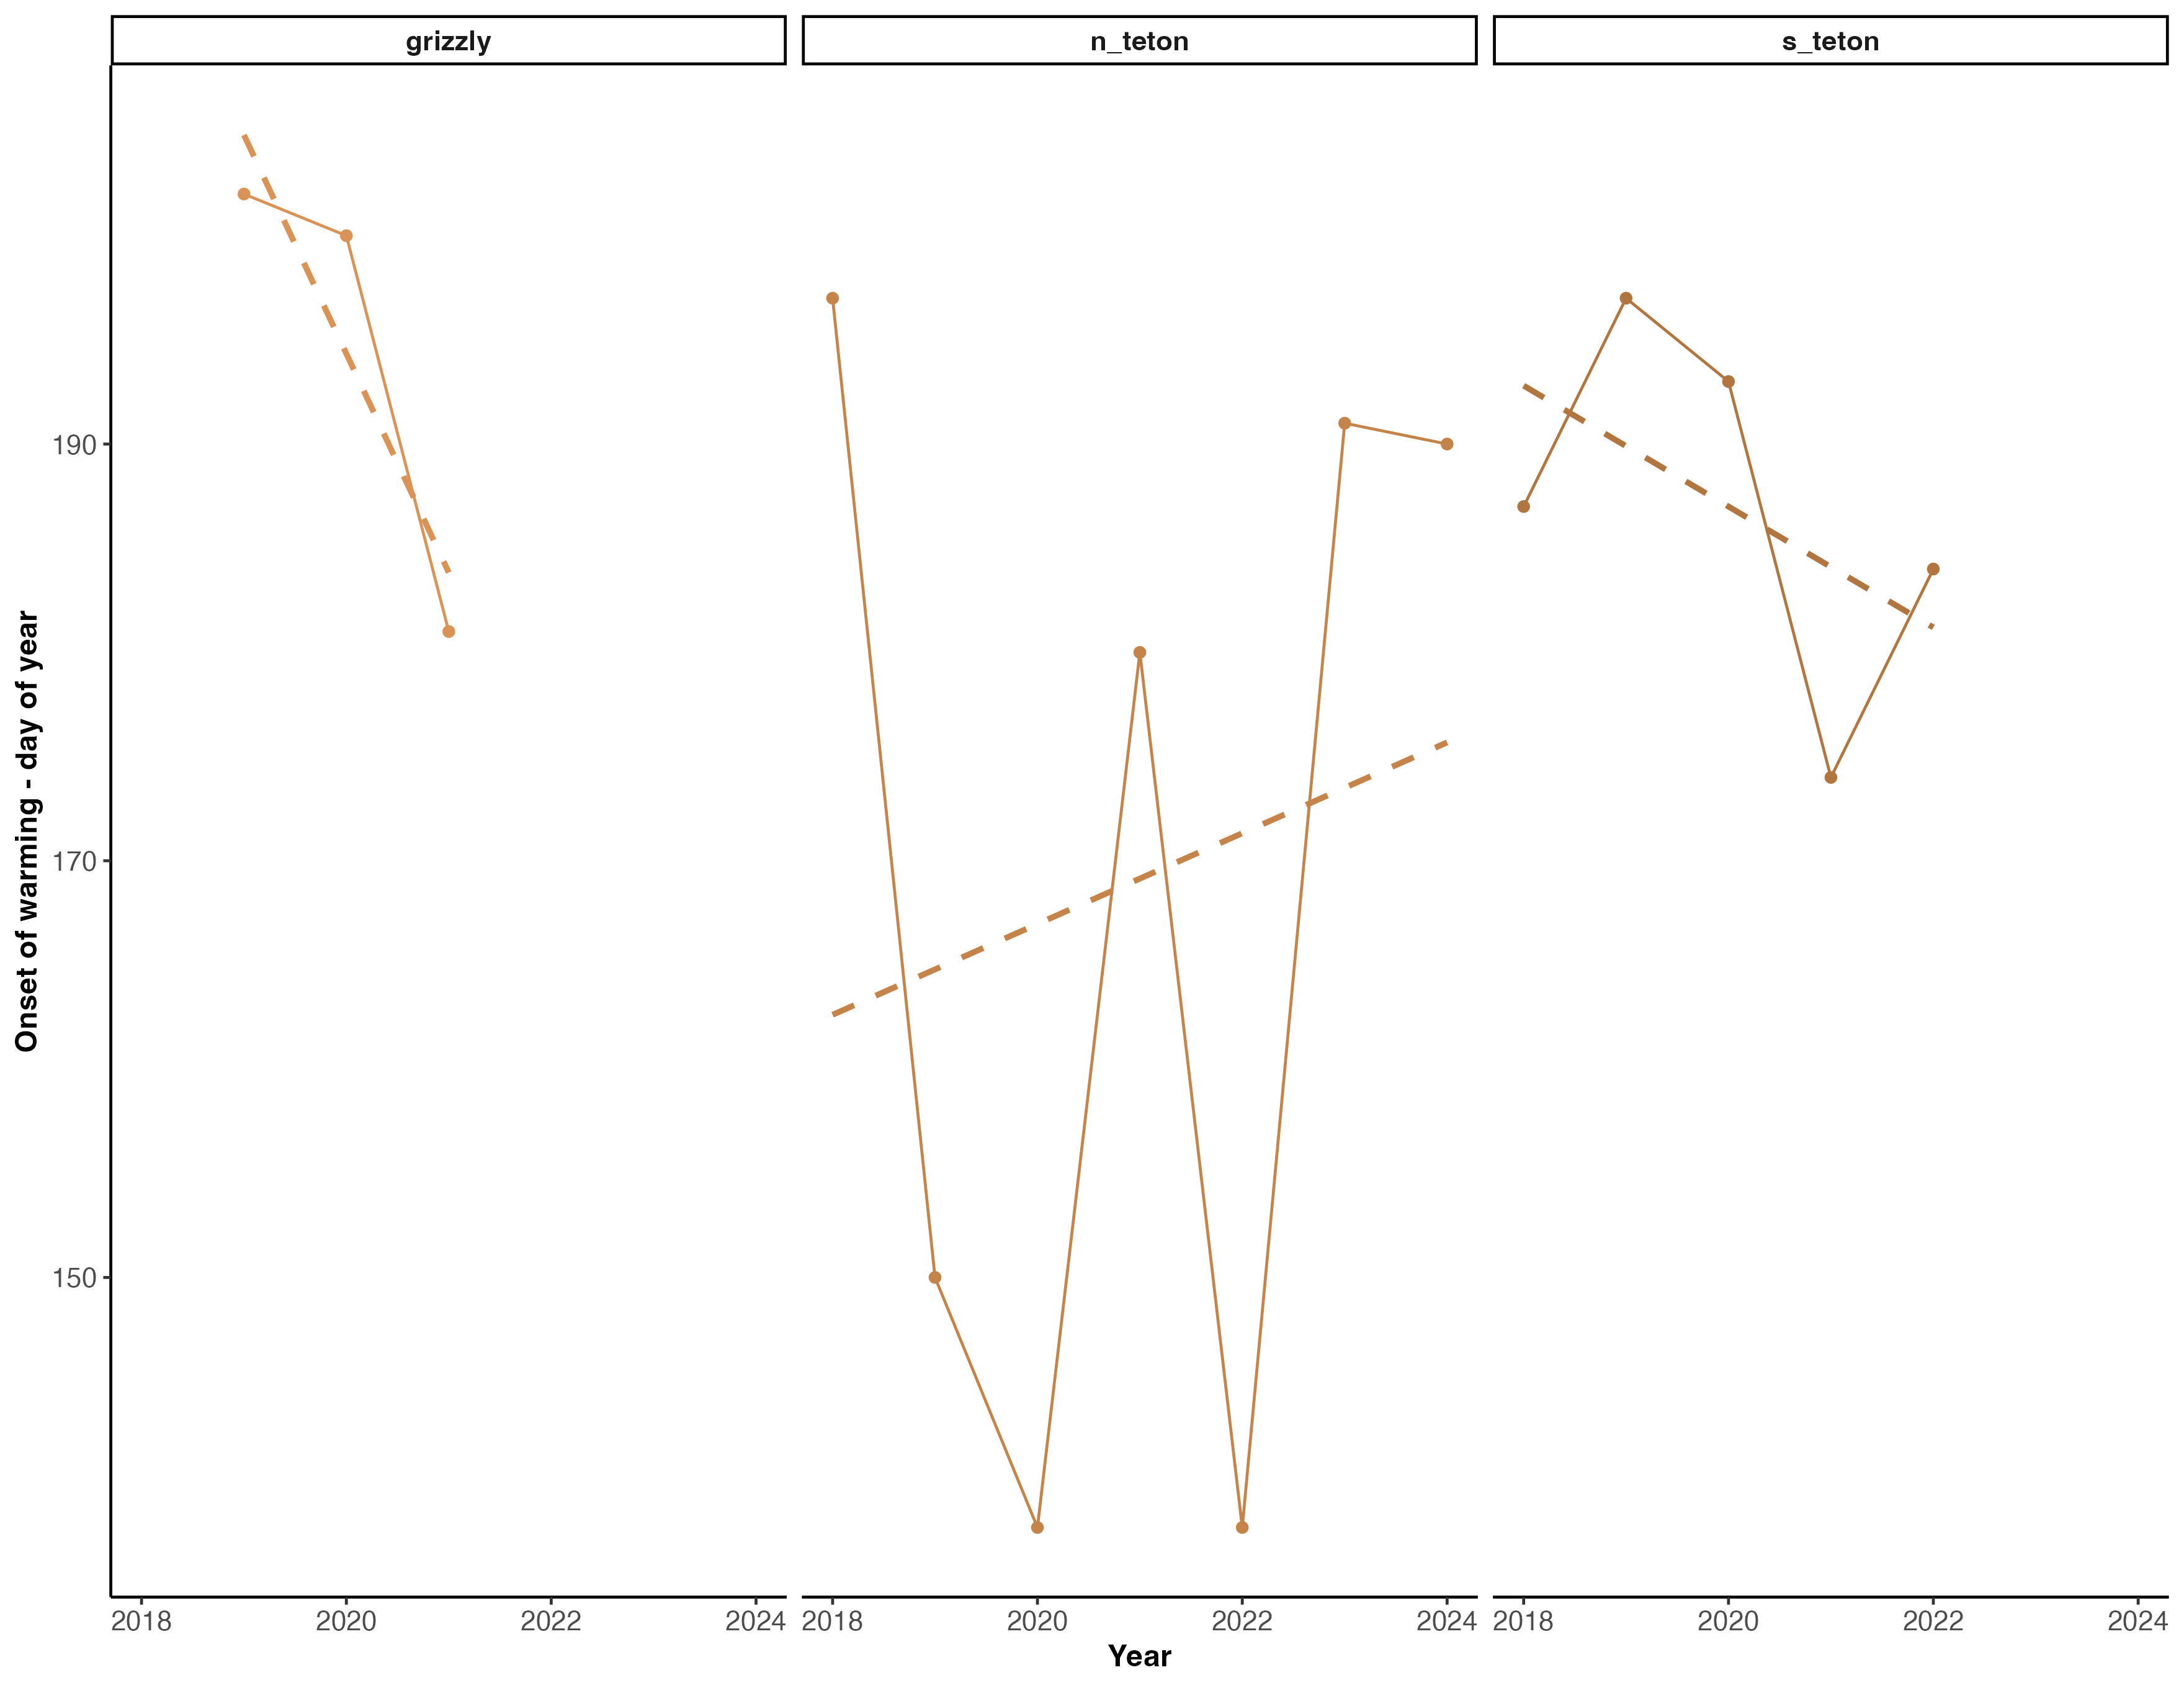 grizzly n_teton s_teton
Onset of warming - day of year
190
170
150
2018 2020 2022 2024 2018 2020 2022 2024 2018 2020 2022 2024
Year